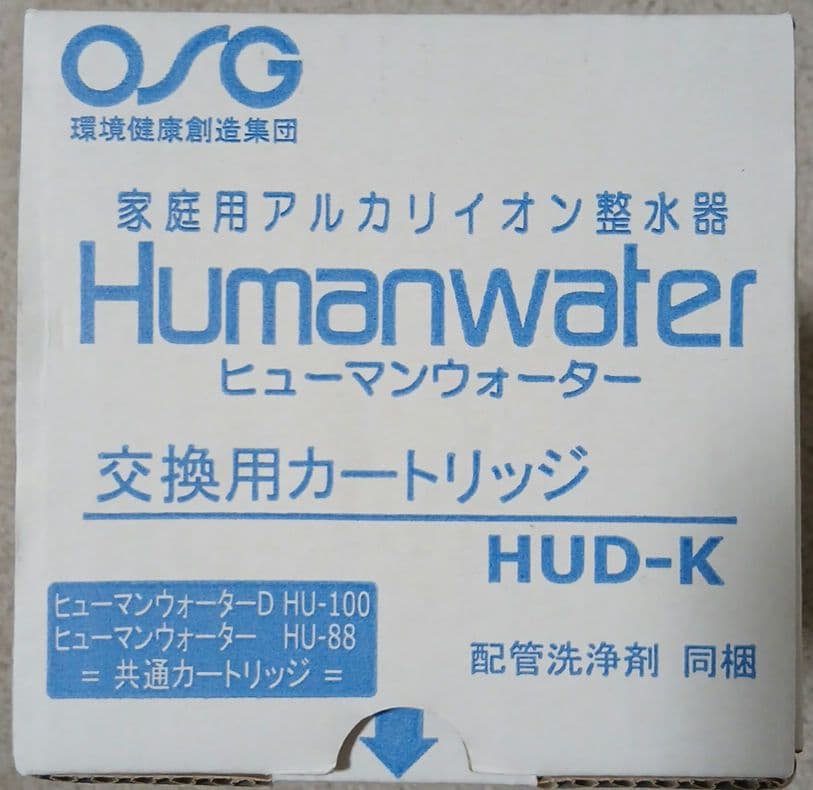 OSG
環境健康創造集団
家庭用アルカリイオン整水器
Humanwater
ヒューマンウォーター
交換用カートリッジ
HUD-K
ヒューマンウォーターD HU-100
ヒューマンウォーター HU-88
= 共通カートリッジ =
配管洗浄剤 同梱